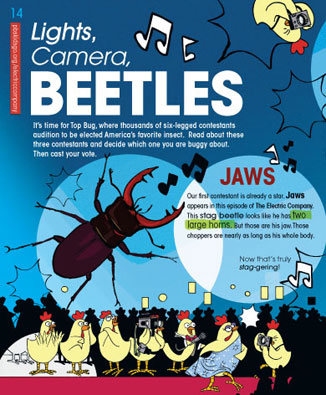 14
pbskidsgo.org/electriccompany
Lights,
Camera,
BEETLES
It's time for Top Bug, where thousands of six-legged contestants
audition to be elected America's favorite insect. Read about these
three contestants and decide which one you are buggy about.
Then cast your vote.
JAWS
Our first contestant is already a star. Jaws
appears in this episode of The Electric Company.
This stag beetle looks like he has two
large horns. But those are his jaw. Those
choppers are nearly as long as his whole body.
Now that's truly
stag-gering!